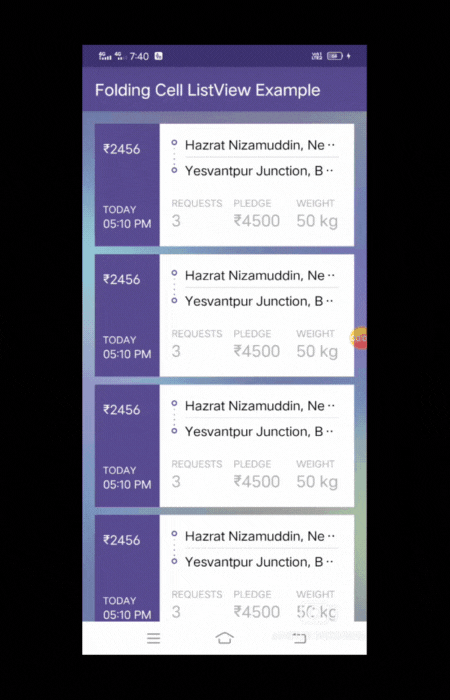 7:40
Folding Cell ListView Example
₹2456
Hazrat Nizamuddin, Ne ··
Yesvantpur Junction, B ··
TODAY
05:10 PM
REQUESTS PLEDGE WEIGHT
3 ₹4500 50 kg
₹2456
Hazrat Nizamuddin, Ne ··
Yesvantpur Junction, B ··
TODAY
05:10 PM
REQUESTS PLEDGE WEIGHT
3 ₹4500 50 kg
₹2456
Hazrat Nizamuddin, Ne ··
Yesvantpur Junction, B ··
TODAY
05:10 PM
REQUESTS PLEDGE WEIGHT
3 ₹4500 50 kg
₹2456
Hazrat Nizamuddin, Ne ··
Yesvantpur Junction, B ··
TODAY
05:10 PM
REQUESTS PLEDGE WEIGHT
3 ₹4500 50 kg